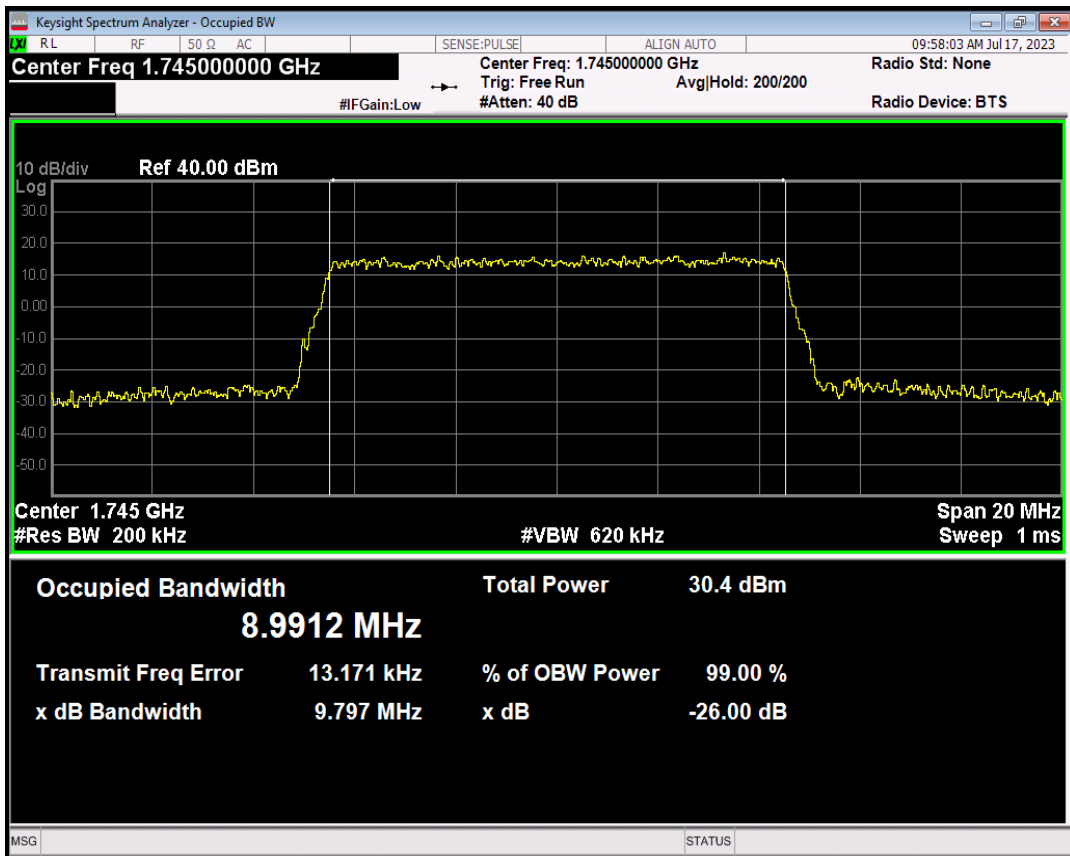 Keysight Spectrum Analyzer - Occupied BW
LXI RL RF 50 Ω AC SENSE:PULSE ALIGN AUTO 09:58:03 AM Jul 17, 2023
Center Freq 1.745000000 GHz Center Freq: 1.745000000 GHz Radio Std: None
Trig: Free Run Avg|Hold: 200/200
#IFGain:Low #Atten: 40 dB Radio Device: BTS
10 dB/div Ref 40.00 dBm
Log
30.0
20.0
10.0
0.00
-10.0
-20.0
-30.0
-40.0
-50.0
Center 1.745 GHz Span 20 MHz
#Res BW 200 kHz #VBW 620 kHz Sweep 1 ms
Occupied Bandwidth Total Power 30.4 dBm
8.9912 MHz
Transmit Freq Error 13.171 kHz % of OBW Power 99.00 %
x dB Bandwidth 9.797 MHz x dB -26.00 dB
MSG STATUS